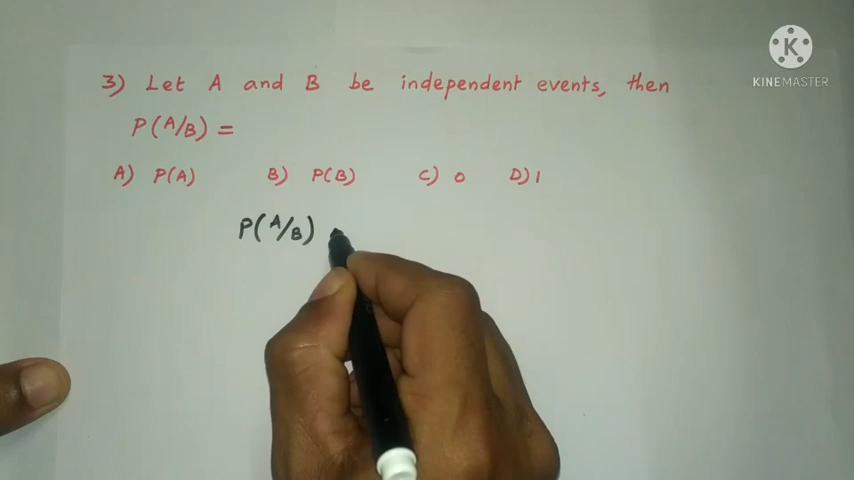 3) Let A and B be independent events, then
P(A/B) =
A) P(A) B) P(B) C) 0 D) 1
P(A/B)
K
KINEMASTER